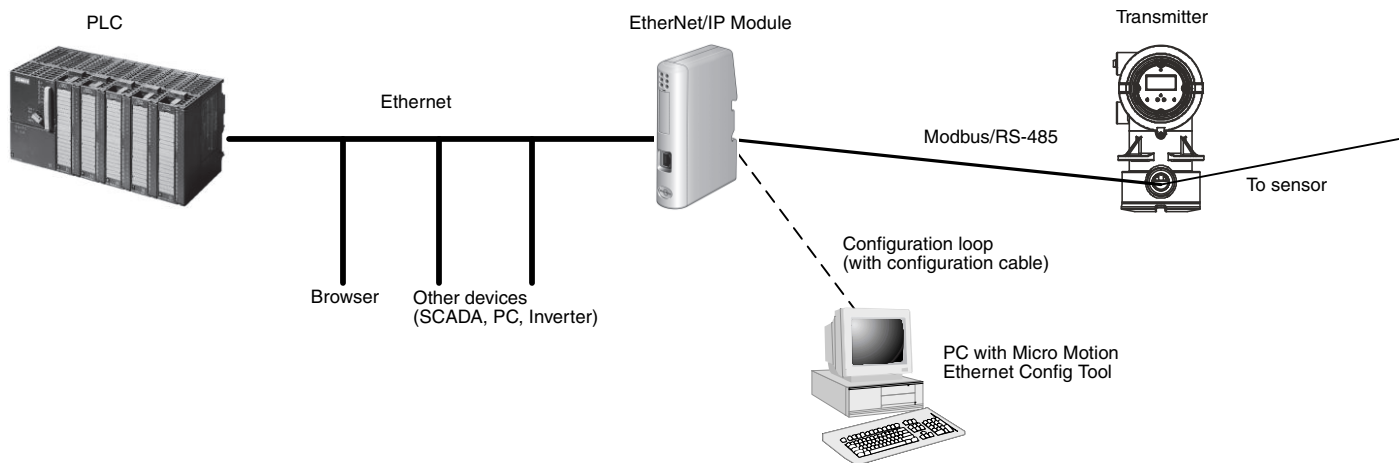 PLC
EtherNet/IP Module
Transmitter
Ethernet
Modbus/RS-485
To sensor
Configuration loop
(with configuration cable)
Browser
Other devices
(SCADA, PC, Inverter)
PC with Micro Motion
Ethernet Config Tool